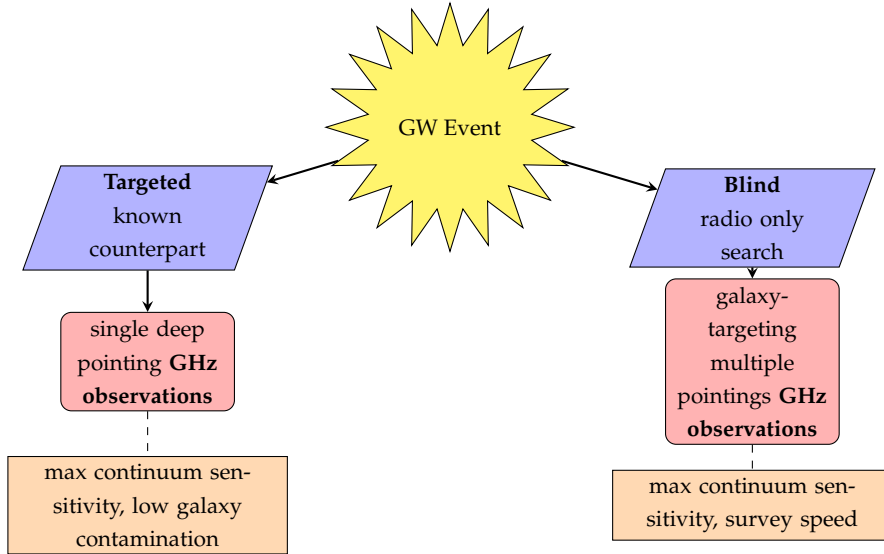 GW Event
Targeted
known
counterpart
single deep
pointing GHz
observations
max continuum sen-
sitivity, low galaxy
contamination
Blind
radio only
search
galaxy-
targeting
multiple
pointings GHz
observations
max continuum sen-
sitivity, survey speed